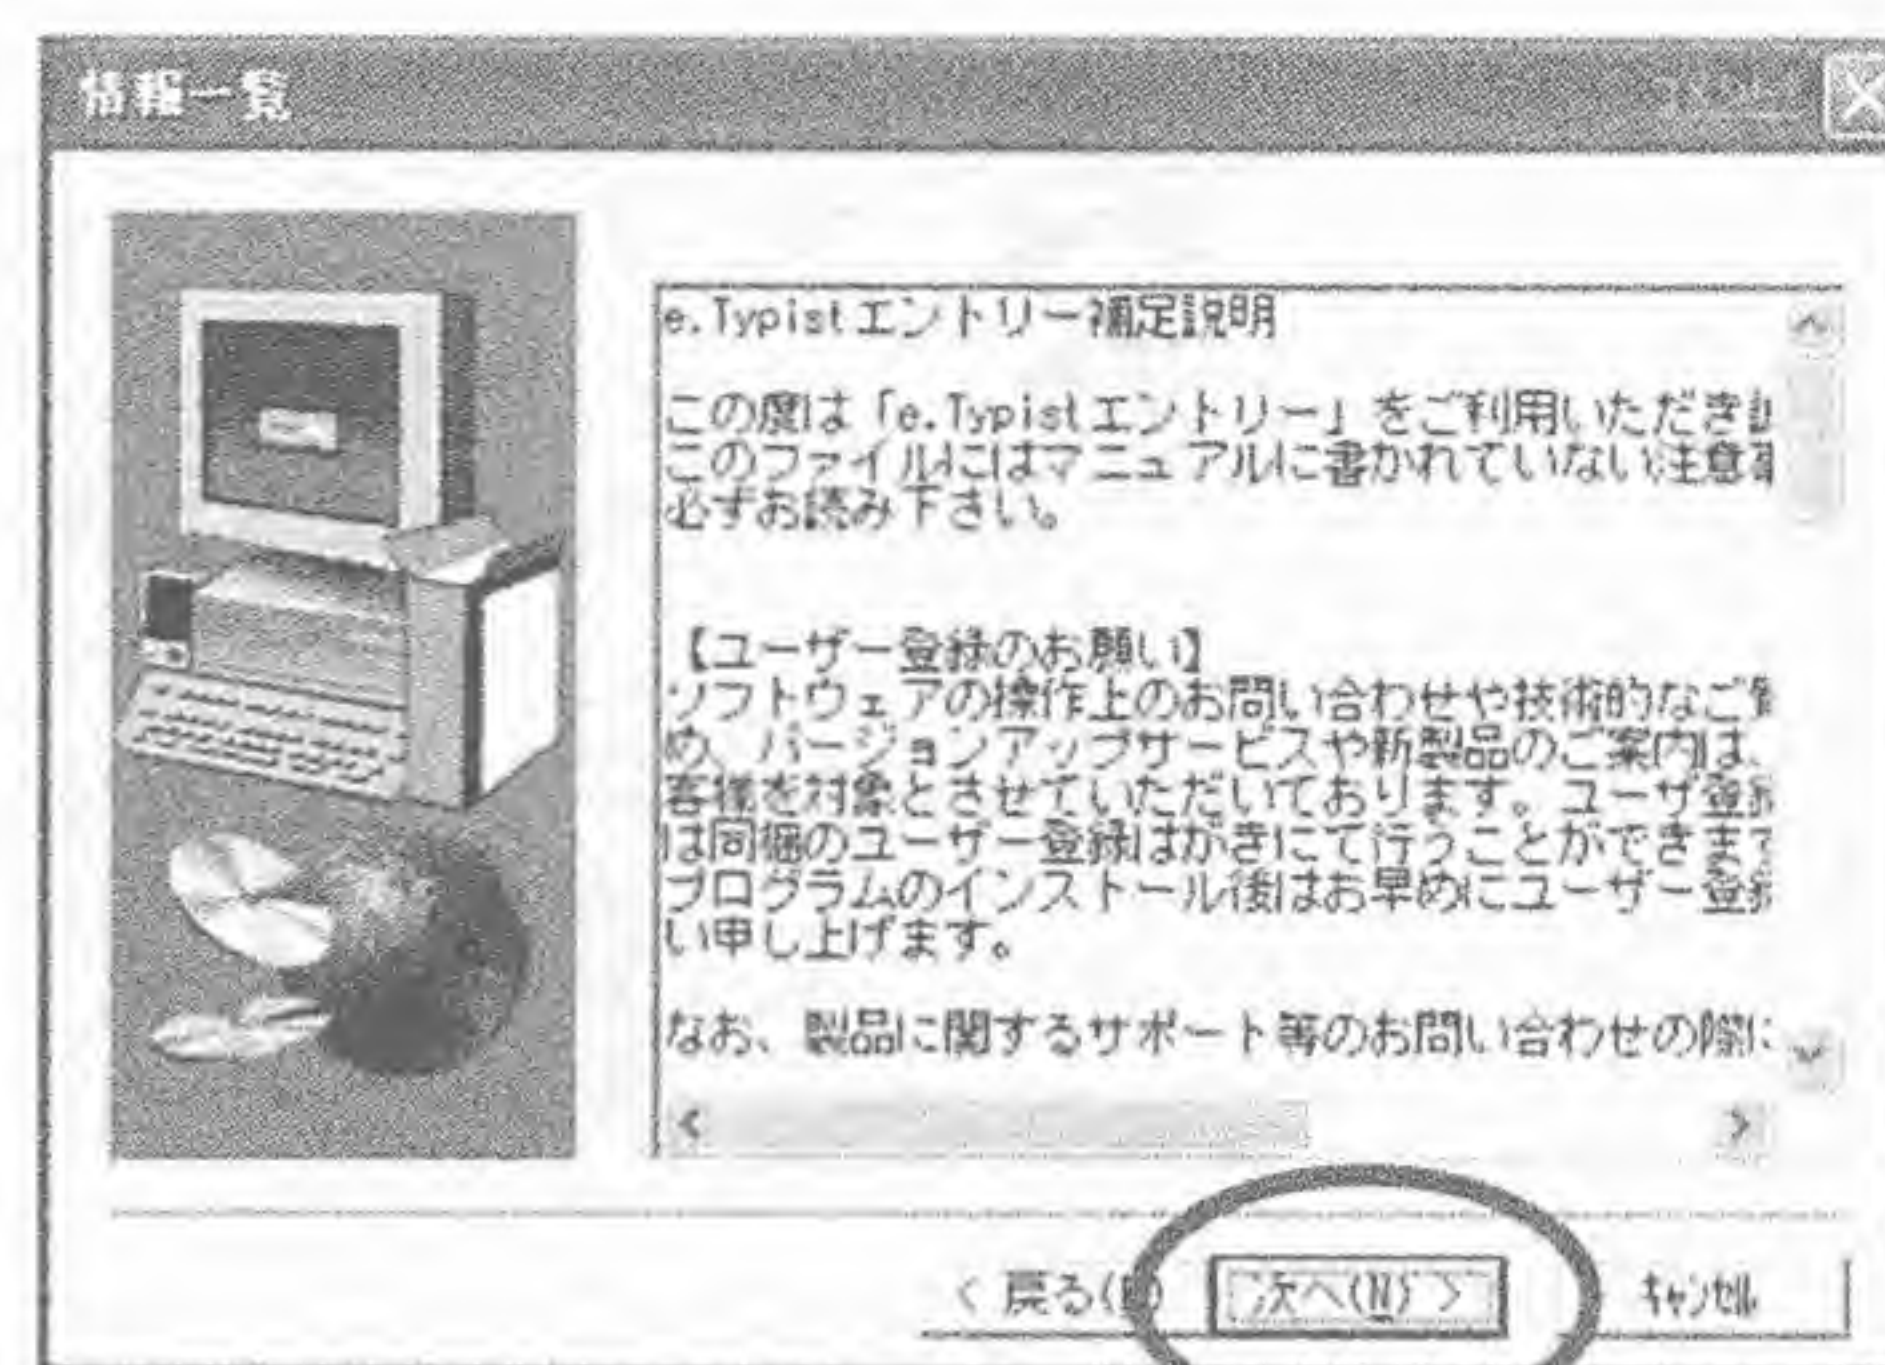 情報一覧
e.Typistエントリー補足説明
この度は「e.Typistエントリー」をご利用いただき
このファイルにはマニュアルに書かれていない注意事
必ずお読み下さい。
【ユーザー登録のお願い】
ソフトウェアの操作上のお問い合わせや技術的なご質
め、バージョンアップサービスや新製品のご案内は、
客様を対象とさせていただいております。ユーザ登録
は同梱のユーザー登録はがきにて行うことができます
プログラムのインストール後はお早めにユーザー登録
い申し上げます。
なお、製品に関するサポート等のお問い合わせの際に
< 戻る(B) 次へ(N) > キャンセル